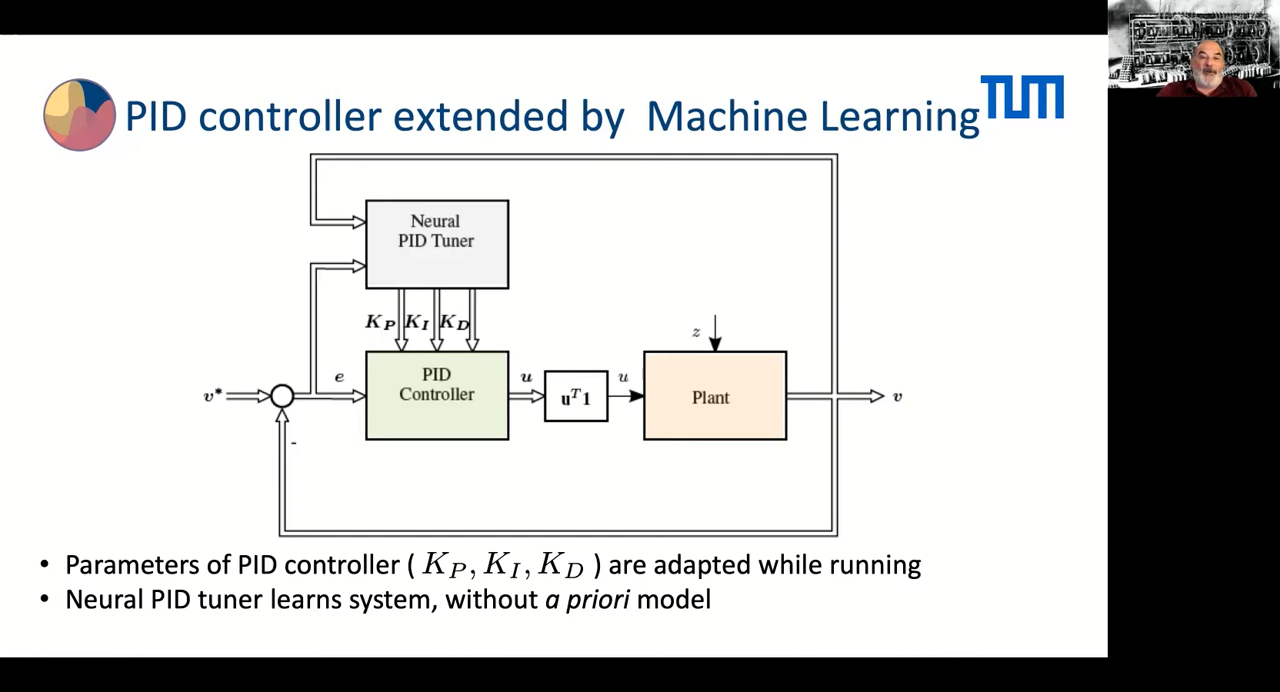 PID controller extended by Machine Learning
TUM
Neural
PID Tuner
K_P K_I K_D
z
v* e
PID
Controller
u
u^T 1
u
Plant
v
-
• Parameters of PID controller ( K_P, K_I, K_D ) are adapted while running
• Neural PID tuner learns system, without a priori model